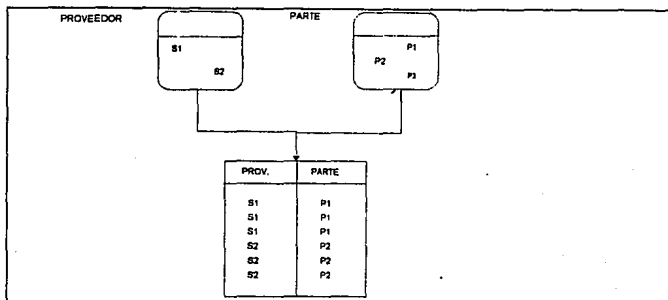 PROVEEDOR PARTE
S1 P1
P2
S2 P3
PROV. PARTE
S1 P1
S1 P1
S1 P1
S2 P2
S2 P2
S2 P2